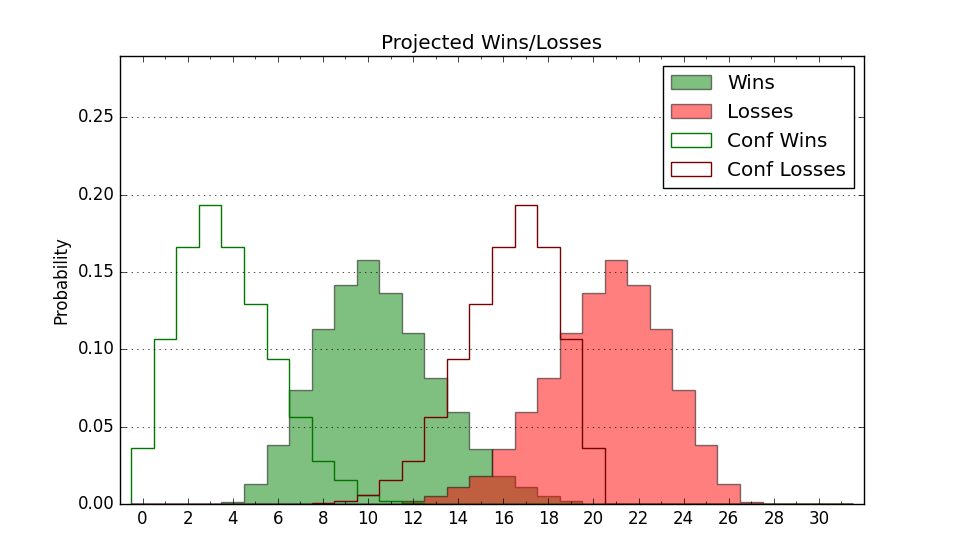 Projected Wins/Losses
Wins
Losses
Conf Wins
Conf Losses
Probability
0.25
0.20
0.15
0.10
0.05
0.00
0 2 4 6 8 10 12 14 16 18 20 22 24 26 28 30